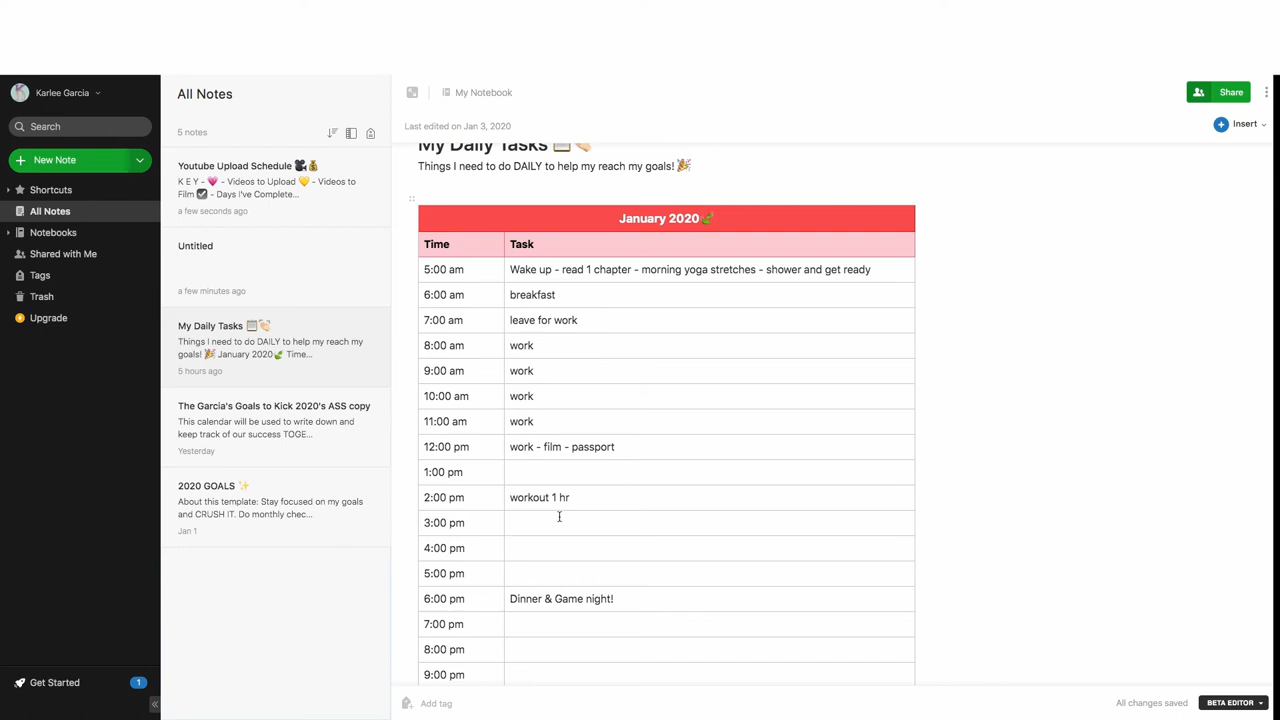 Karlee Garcia
Search
New Note
Shortcuts
All Notes
Notebooks
Shared with Me
Tags
Trash
Upgrade
Get Started
1
All Notes
5 notes
Youtube Upload Schedule 🎥💰
K E Y - 💗 - Videos to Upload 💛 - Videos to
Film ☑️ - Days I've Complete...
a few seconds ago
Untitled
a few minutes ago
My Daily Tasks 🗒👏🏻
Things I need to do DAILY to help my reach my
goals! 🎉 January 2020🌿 Time...
5 hours ago
The Garcia's Goals to Kick 2020's ASS copy
This calendar will be used to write down and
keep track of our success TOGE...
Yesterday
2020 GOALS ✨
About this template: Stay focused on my goals
and CRUSH IT. Do monthly chec...
Jan 1
My Notebook
Share
Last edited on Jan 3, 2020
Insert
My Daily Tasks 🗒👏🏻
Things I need to do DAILY to help my reach my goals! 🎉
January 2020🌿
Time Task
5:00 am Wake up - read 1 chapter - morning yoga stretches - shower and get ready
6:00 am breakfast
7:00 am leave for work
8:00 am work
9:00 am work
10:00 am work
11:00 am work
12:00 pm work - film - passport
1:00 pm
2:00 pm workout 1 hr
3:00 pm
4:00 pm
5:00 pm
6:00 pm Dinner & Game night!
7:00 pm
8:00 pm
9:00 pm
Add tag
All changes saved
BETA EDITOR